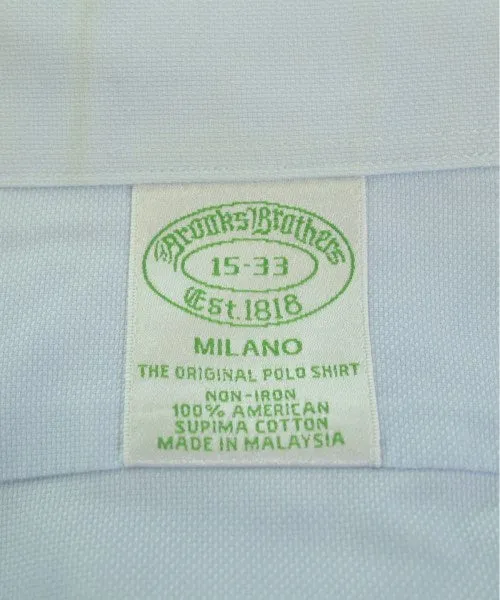 Brooks Brothers
15-33
Est. 1818
MILANO
THE ORIGINAL POLO SHIRT
NON-IRON
100% AMERICAN
SUPIMA COTTON
MADE IN MALAYSIA